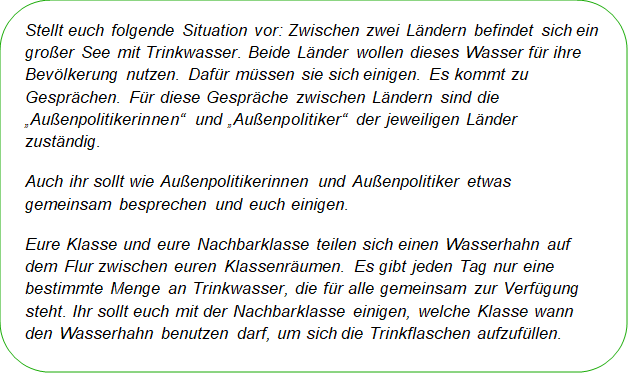 Stellt euch folgende Situation vor: Zwischen zwei Ländern befindet sich ein
großer See mit Trinkwasser. Beide Länder wollen dieses Wasser für ihre
Bevölkerung nutzen. Dafür müssen sie sich einigen. Es kommt zu
Gesprächen. Für diese Gespräche zwischen Ländern sind die
„Außenpolitikerinnen“ und „Außenpolitiker“ der jeweiligen Länder
zuständig.
Auch ihr sollt wie Außenpolitikerinnen und Außenpolitiker etwas
gemeinsam besprechen und euch einigen.
Eure Klasse und eure Nachbarklasse teilen sich einen Wasserhahn auf
dem Flur zwischen euren Klassenräumen. Es gibt jeden Tag nur eine
bestimmte Menge an Trinkwasser, die für alle gemeinsam zur Verfügung
steht. Ihr sollt euch mit der Nachbarklasse einigen, welche Klasse wann
den Wasserhahn benutzen darf, um sich die Trinkflaschen aufzufüllen.